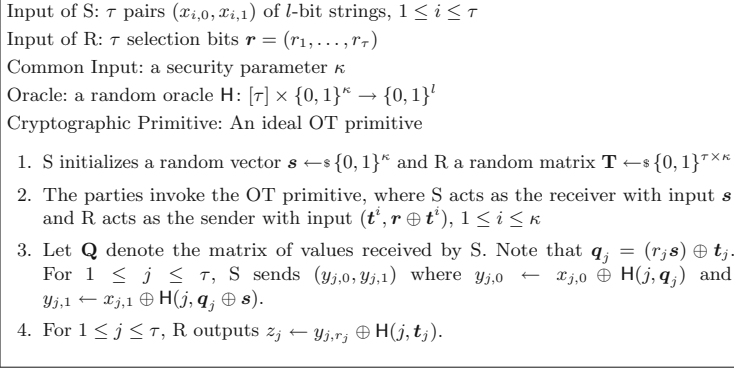 Input of S: τ pairs (x_{i,0}, x_{i,1}) of l-bit strings, 1 ≤ i ≤ τ
Input of R: τ selection bits r = (r_1, …, r_τ)
Common Input: a security parameter κ
Oracle: a random oracle H: [τ] × {0, 1}^κ → {0, 1}^l
Cryptographic Primitive: An ideal OT primitive
1. S initializes a random vector s ←$ {0, 1}^κ and R a random matrix T ←$ {0, 1}^{τ×κ}
2. The parties invoke the OT primitive, where S acts as the receiver with input s
and R acts as the sender with input (t^i, r ⊕ t^i), 1 ≤ i ≤ κ
3. Let Q denote the matrix of values received by S. Note that q_j = (r_j s) ⊕ t_j.
For 1 ≤ j ≤ τ, S sends (y_{j,0}, y_{j,1}) where y_{j,0} ← x_{j,0} ⊕ H(j, q_j) and
y_{j,1} ← x_{j,1} ⊕ H(j, q_j ⊕ s).
4. For 1 ≤ j ≤ τ, R outputs z_j ← y_{j,r_j} ⊕ H(j, t_j).